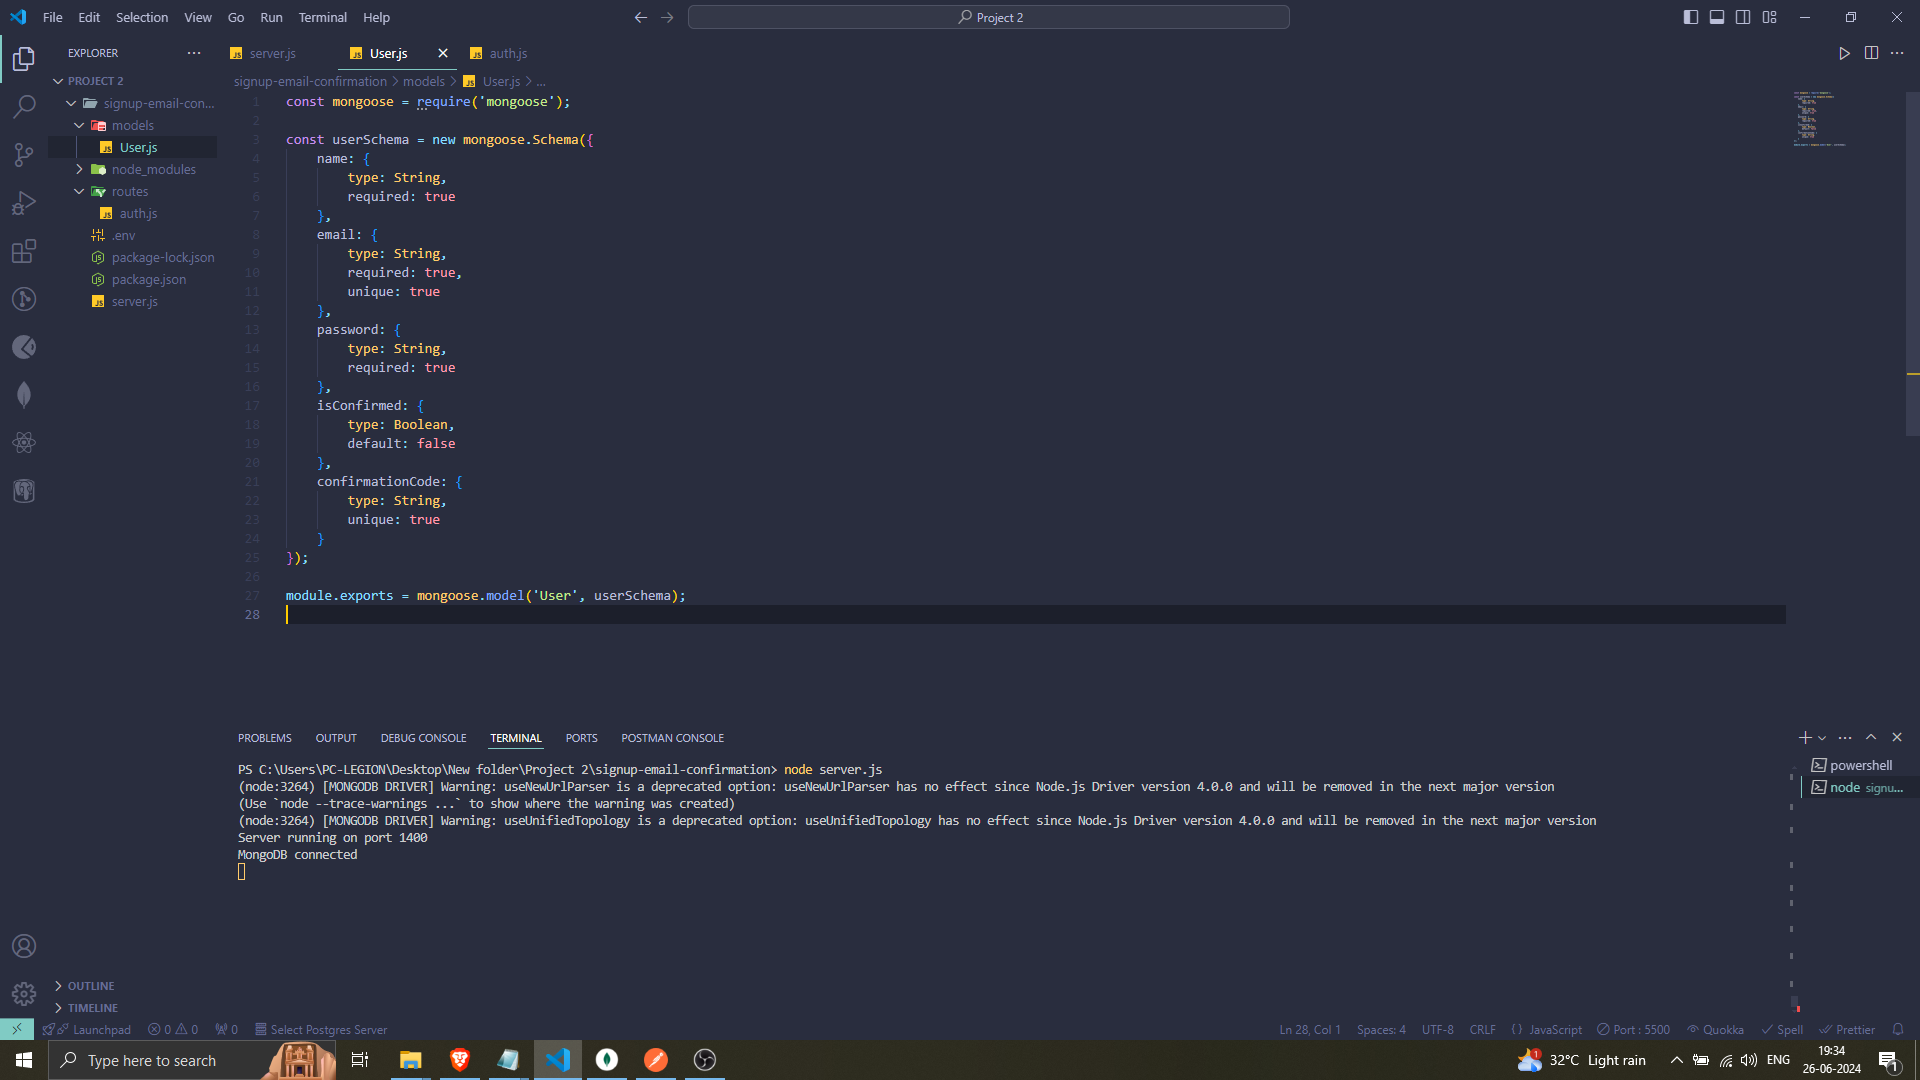 File Edit Selection View Go Run Terminal Help
Project 2
EXPLORER
server.js
User.js
auth.js
PROJECT 2
signup-email-confirmation > models > User.js > ...
signup-email-con...
models
User.js
node_modules
routes
auth.js
.env
package-lock.json
package.json
server.js
1 const mongoose = require('mongoose');
2
3 const userSchema = new mongoose.Schema({
4 name: {
5 type: String,
6 required: true
7 },
8 email: {
9 type: String,
10 required: true,
11 unique: true
12 },
13 password: {
14 type: String,
15 required: true
16 },
17 isConfirmed: {
18 type: Boolean,
19 default: false
20 },
21 confirmationCode: {
22 type: String,
23 unique: true
24 }
25 });
26
27 module.exports = mongoose.model('User', userSchema);
28
PROBLEMS OUTPUT DEBUG CONSOLE TERMINAL PORTS POSTMAN CONSOLE
PS C:\Users\PC-LEGION\Desktop\New folder\Project 2\signup-email-confirmation> node server.js
(node:3264) [MONGODB DRIVER] Warning: useNewUrlParser is a deprecated option: useNewUrlParser has no effect since Node.js Driver version 4.0.0 and will be removed in the next major version
(Use `node --trace-warnings ...` to show where the warning was created)
(node:3264) [MONGODB DRIVER] Warning: useUnifiedTopology is a deprecated option: useUnifiedTopology has no effect since Node.js Driver version 4.0.0 and will be removed in the next major version
Server running on port 1400
MongoDB connected
powershell
node signu...
OUTLINE
TIMELINE
Launchpad 0 0 0 Select Postgres Server
Ln 28, Col 1 Spaces: 4 UTF-8 CRLF {} JavaScript Port : 5500 Quokka Spell Prettier
Type here to search
1 32°C Light rain
ENG
19:34
26-06-2024
1